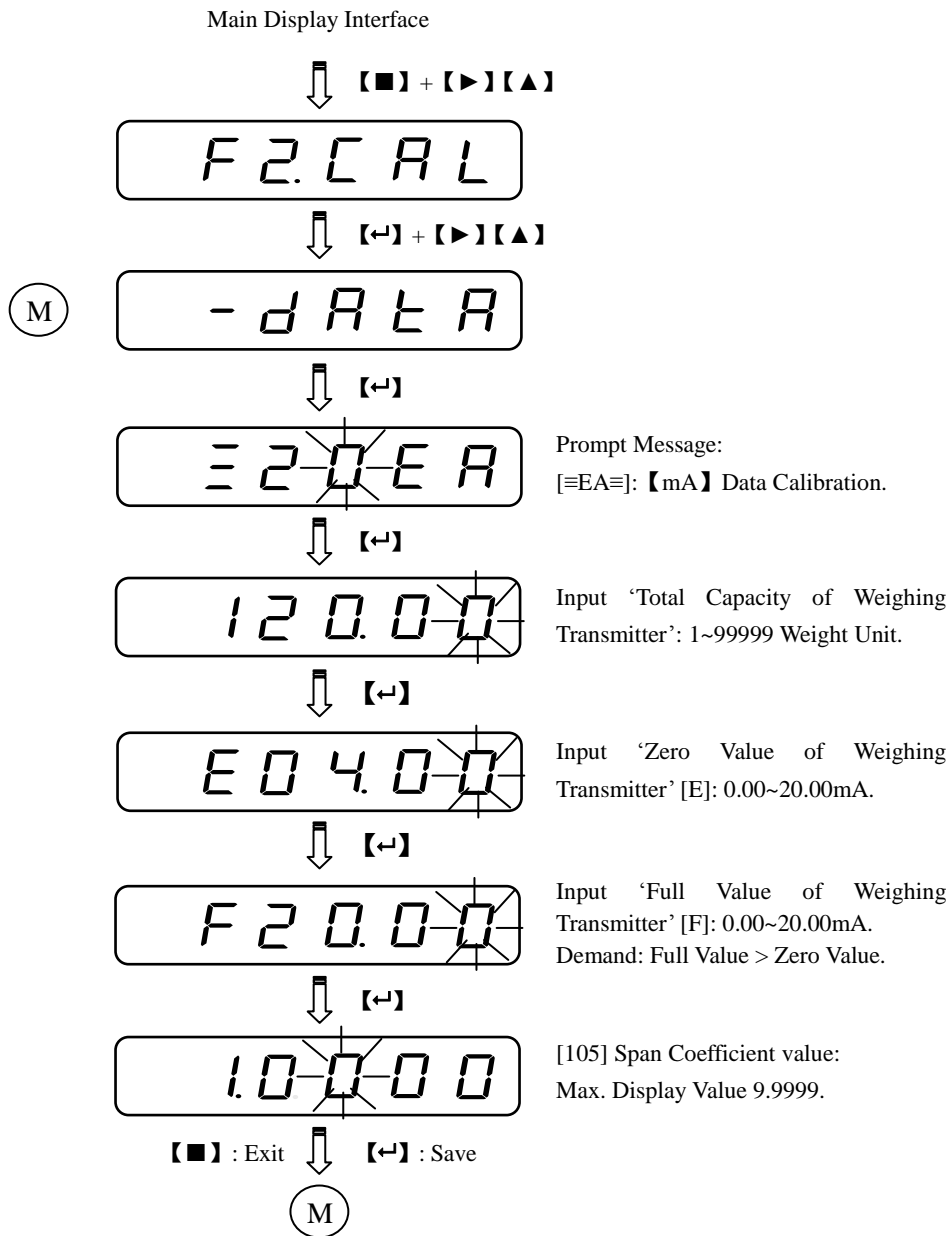 Main Display Interface
【■】+【►】【▲】
F2.CAL
【↵】+【►】【▲】
M
-dAtA
【↵】
Ξ20EA
Prompt Message:
[≡EA≡]:【mA】Data Calibration.
【↵】
120.00
Input ‘Total Capacity of Weighing
Transmitter’: 1~99999 Weight Unit.
【↵】
E04.00
Input ‘Zero Value of Weighing
Transmitter’ [E]: 0.00~20.00mA.
【↵】
F20.00
Input ‘Full Value of Weighing
Transmitter’ [F]: 0.00~20.00mA.
Demand: Full Value > Zero Value.
【↵】
1.0000
[105] Span Coefficient value:
Max. Display Value 9.9999.
【■】: Exit 【↵】: Save
M